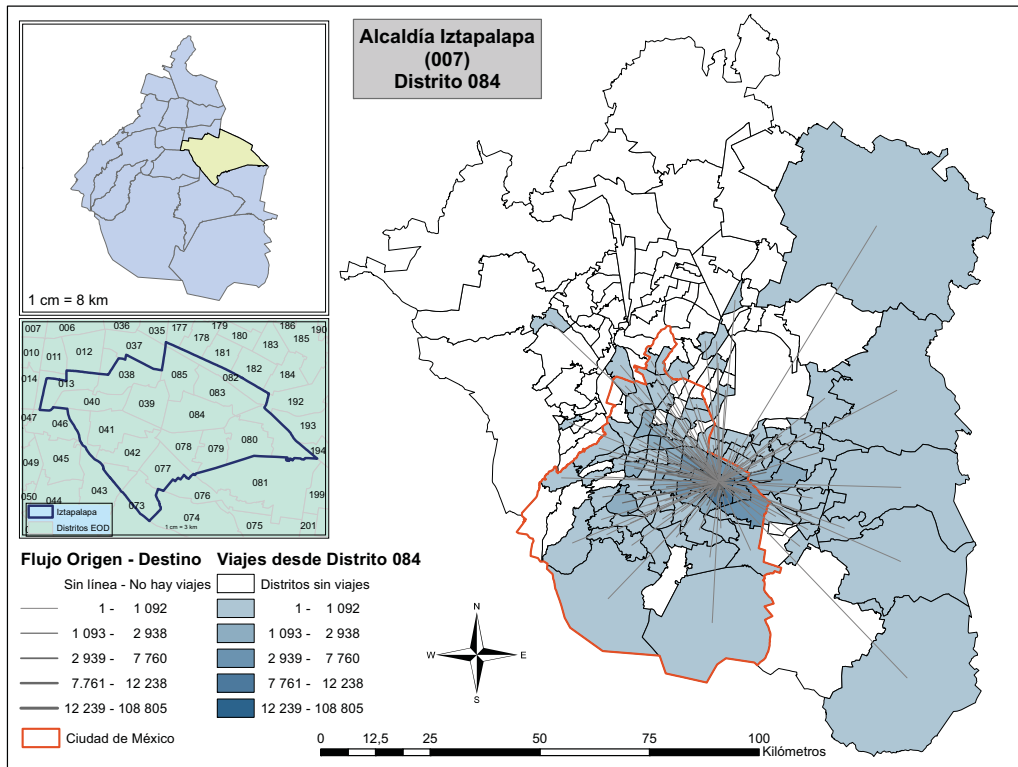 Alcaldía Iztapalapa
(007)
Distrito 084
1 cm = 8 km
007 006 036 035 177 179 186 190
178 180 185
010 011 012 037 181 183
014 013 038 085 082 182 184
083
040 039 192
047 046 041 084 193
042 078 079 080 194
049 045 077
043 081
050 044 073 076 199
074 075 201
Iztapalapa
Distritos EOD
1 cm = 3 km
Flujo Origen - Destino
Sin línea - No hay viajes
1 - 1 092
1 093 - 2 938
2 939 - 7 760
7.761 - 12 238
12 239 - 108 805
Ciudad de México
Viajes desde Distrito 084
Distritos sin viajes
1 - 1 092
1 093 - 2 938
2 939 - 7 760
7 761 - 12 238
12 239 - 108 805
N
W E
S
0 12,5 25 50 75 100
Kilómetros